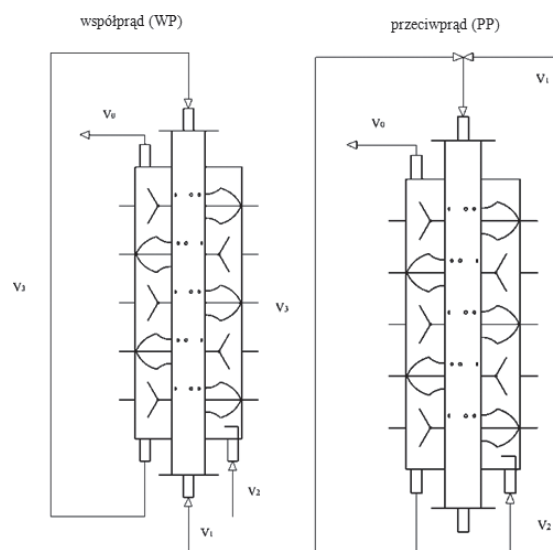 współprąd (WP)
przeciwprąd (PP)
V₁
V₀
V₀
V₃
V₃
V₂
V₁
V₂